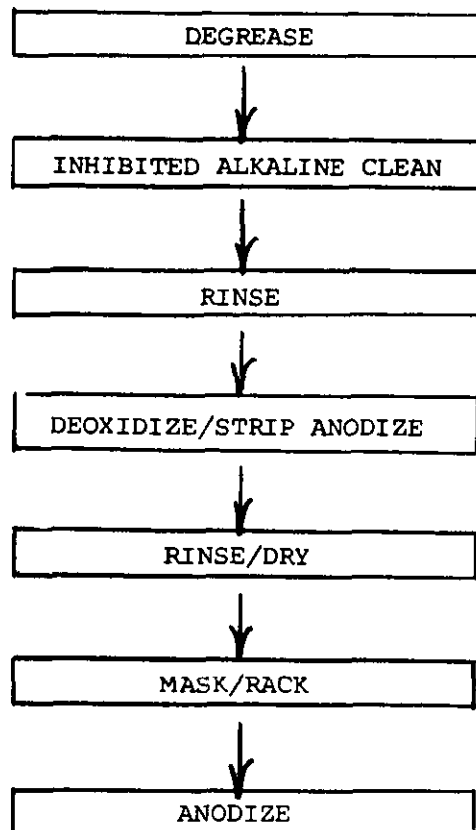 DEGREASE
INHIBITED ALKALINE CLEAN
RINSE
DEOXIDIZE/STRIP ANODIZE
RINSE/DRY
MASK/RACK
ANODIZE